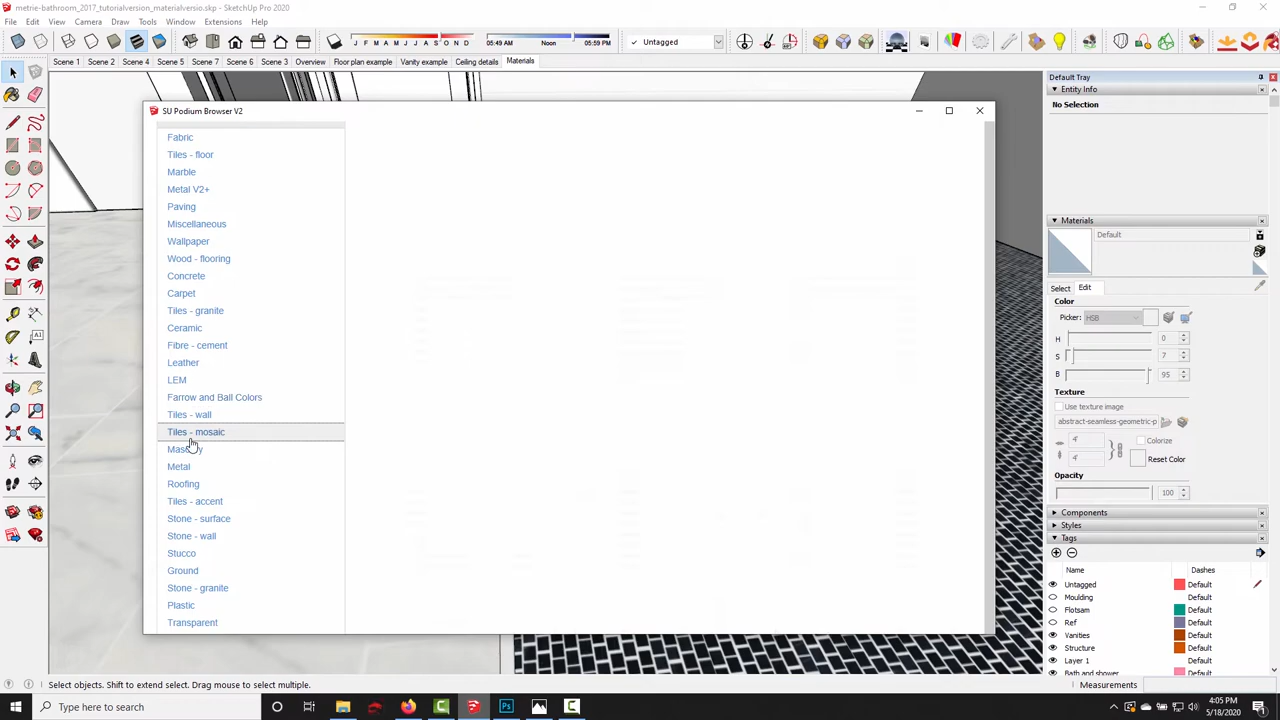 metrie-bathroom_2017_tutorialversion_materialversio.skp - SketchUp Pro 2020
File Edit View Camera Draw Tools Window Extensions Help
J F M A M J J A S O N D 05:49 AM Noon 05:59 PM Untagged
Scene 1 Scene 2 Scene 4 Scene 5 Scene 7 Scene 6 Scene 3 Overview Floor plan example Vanity example Ceiling details Materials
Default Tray
Entity Info
No Selection
SU Podium Browser V2
Fabric
Tiles - floor
Marble
Metal V2+
Paving
Miscellaneous
Wallpaper
Wood - flooring
Concrete
Carpet
Tiles - granite
Ceramic
Fibre - cement
Leather
LEM
Farrow and Ball Colors
Tiles - wall
Tiles - mosaic
Masonry
Metal
Roofing
Tiles - accent
Stone - surface
Stone - wall
Stucco
Ground
Stone - granite
Plastic
Transparent
Materials
Default
Select Edit
Color
Picker: HSB
H 0
S 7
B 95
Texture
Use texture image
abstract-seamless-geometric-p
4' Colorize
4' Reset Color
Opacity
100
Components
Styles
Tags
Name Dashes
Untagged Default
Moulding Default
Flotsam Default
Ref Default
Vanities Default
Structure Default
Layer 1 Default
Bath and shower Default
Select objects. Shift to extend select. Drag mouse to select multiple. Measurements
Type here to search
4:05 PM
5/18/2020